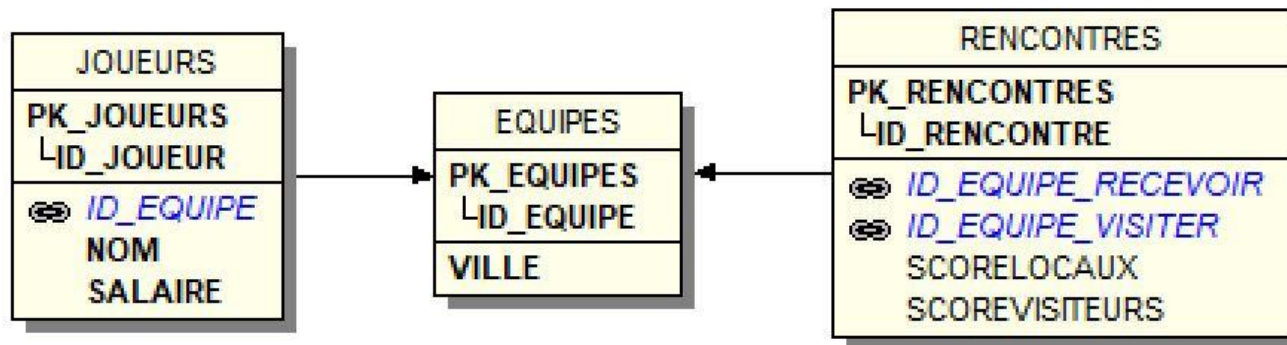 JOUEURS
PK_JOUEURS
ID_JOUEUR
ID_EQUIPE
NOM
SALAIRE
EQUIPES
PK_EQUIPES
ID_EQUIPE
VILLE
RENCONTRES
PK_RENCONTRES
ID_RENCONTRE
ID_EQUIPE_RECEVOIR
ID_EQUIPE_VISITER
SCORELOCAUX
SCOREVISITEURS